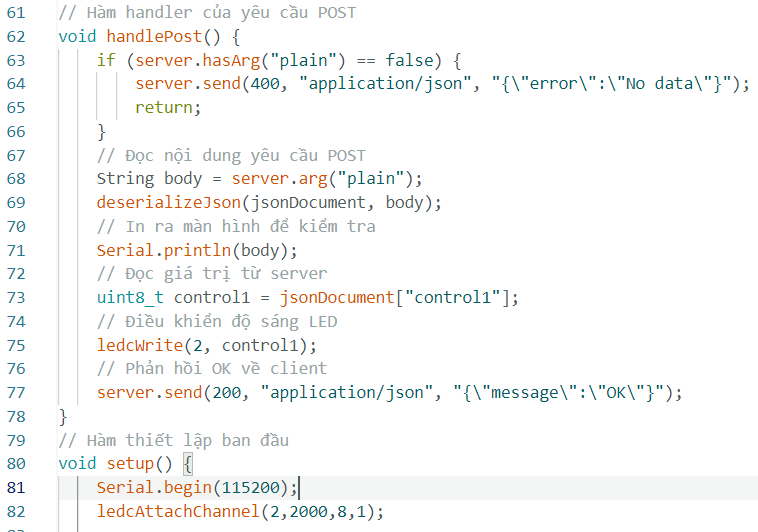 61 // Hàm handler của yêu cầu POST
62 void handlePost() {
63 if (server.hasArg("plain") == false) {
64 server.send(400, "application/json", "{\"error\":\"No data\"}");
65 return;
66 }
67 // Đọc nội dung yêu cầu POST
68 String body = server.arg("plain");
69 deserializeJson(jsonDocument, body);
70 // In ra màn hình để kiểm tra
71 Serial.println(body);
72 // Đọc giá trị từ server
73 uint8_t control1 = jsonDocument["control1"];
74 // Điều khiển độ sáng LED
75 ledcWrite(2, control1);
76 // Phản hồi OK về client
77 server.send(200, "application/json", "{\"message\":\"OK\"}");
78 }
79 // Hàm thiết lập ban đầu
80 void setup() {
81 Serial.begin(115200);
82 ledcAttachChannel(2,2000,8,1);